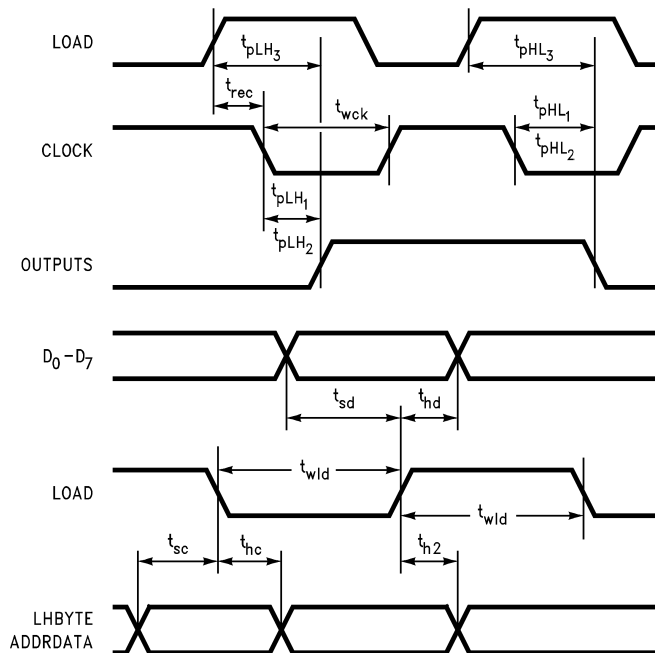 LOAD
tpLH3
tpHL3
trec
twck
tpHL1
CLOCK
tpHL2
tpLH1
tpLH2
OUTPUTS
D0-D7
tsd
thd
LOAD
twld
twld
tsc
thc
th2
LHBYTE
ADDRDATA